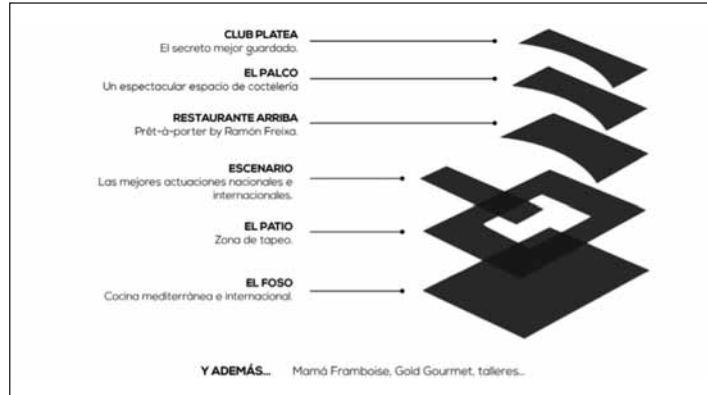 CLUB PLATEA
El secreto mejor guardado.
EL PALCO
Un espectacular espacio de coctelería
RESTAURANTE ARRIBA
Prêt-à-porter by Ramón Freixa.
ESCENARIO
Las mejores actuaciones nacionales e
internacionales.
EL PATIO
Zona de tapeo.
EL FOSO
Cocina mediterránea e internacional.
Y ADEMÁS... Mamá Framboise, Gold Gourmet, talleres...